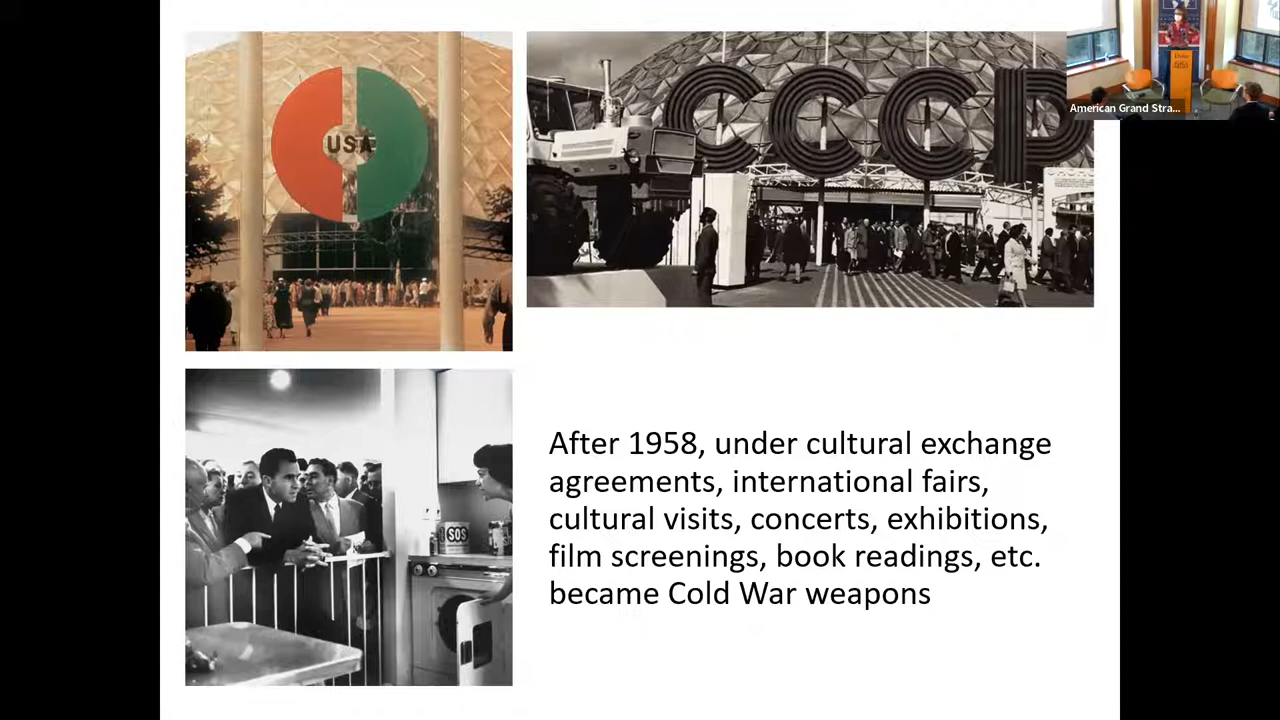 USA
CCCP
American Grand Stra...
SOS
After 1958, under cultural exchange
agreements, international fairs,
cultural visits, concerts, exhibitions,
film screenings, book readings, etc.
became Cold War weapons